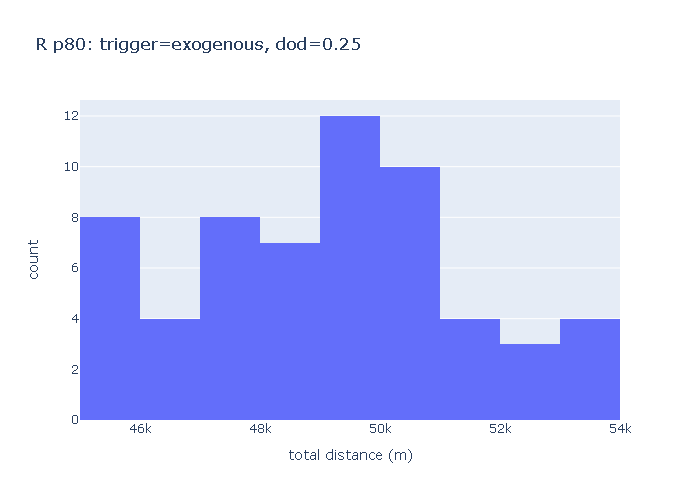 R p80: trigger=exogenous, dod=0.25
12
10
8
6
4
2
0
count
46k
48k
50k
52k
54k
total distance (m)